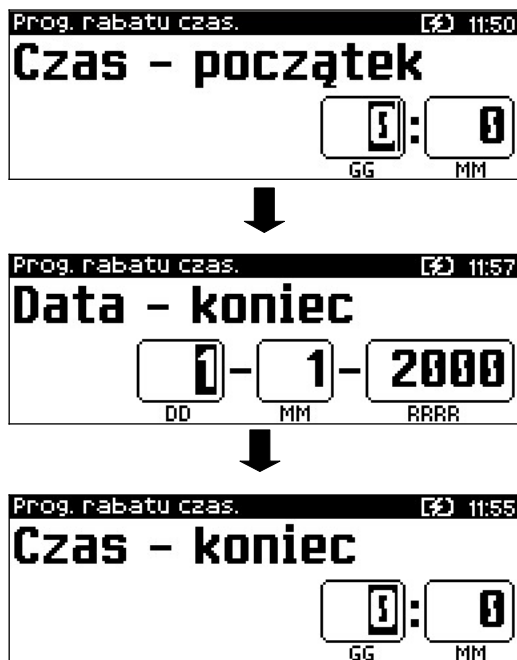 Prog. rabatu czas. 11:50
Czas - początek
0 : 0
GG MM
Prog. rabatu czas. 11:57
Data - koniec
1 - 1 - 2000
DD MM RRRR
Prog. rabatu czas. 11:55
Czas - koniec
0 : 0
GG MM